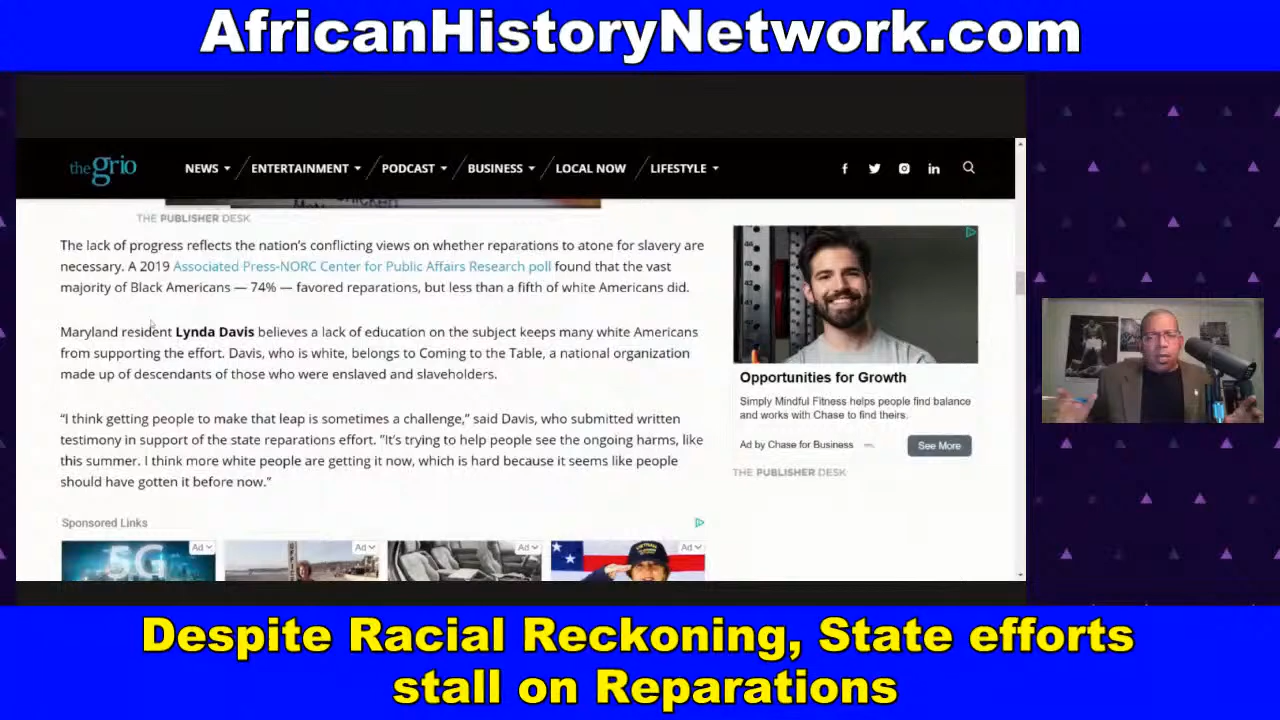 AfricanHistoryNetwork.com
the grio
NEWS
ENTERTAINMENT
PODCAST
BUSINESS
LOCAL NOW
LIFESTYLE
THE PUBLISHER DESK
The lack of progress reflects the nation's conflicting views on whether reparations to atone for slavery are
necessary. A 2019 Associated Press-NORC Center for Public Affairs Research poll found that the vast
majority of Black Americans — 74% — favored reparations, but less than a fifth of white Americans did.
Maryland resident Lynda Davis believes a lack of education on the subject keeps many white Americans
from supporting the effort. Davis, who is white, belongs to Coming to the Table, a national organization
made up of descendants of those who were enslaved and slaveholders.
“I think getting people to make that leap is sometimes a challenge,” said Davis, who submitted written
testimony in support of the state reparations effort. “It's trying to help people see the ongoing harms, like
this summer. I think more white people are getting it now, which is hard because it seems like people
should have gotten it before now.”
Sponsored Links
Ad
5G
Ad
Ad
Ad
Opportunities for Growth
Simply Mindful Fitness helps people find balance
and works with Chase to find theirs.
Ad by Chase for Business
See More
THE PUBLISHER DESK
Despite Racial Reckoning, State efforts
stall on Reparations